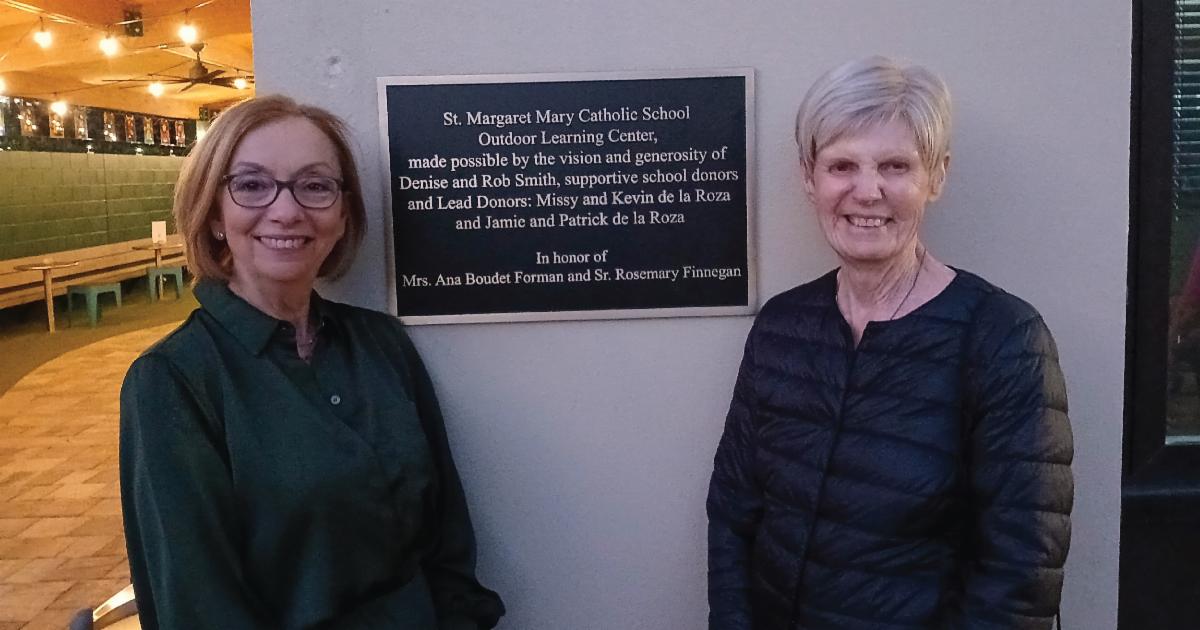 St. Margaret Mary Catholic School
Outdoor Learning Center,
made possible by the vision and generosity of
Denise and Rob Smith, supportive school donors
and Lead Donors: Missy and Kevin de la Roza
and Jamie and Patrick de la Roza
In honor of
Mrs. Ana Boudet Forman and Sr. Rosemary Finnegan